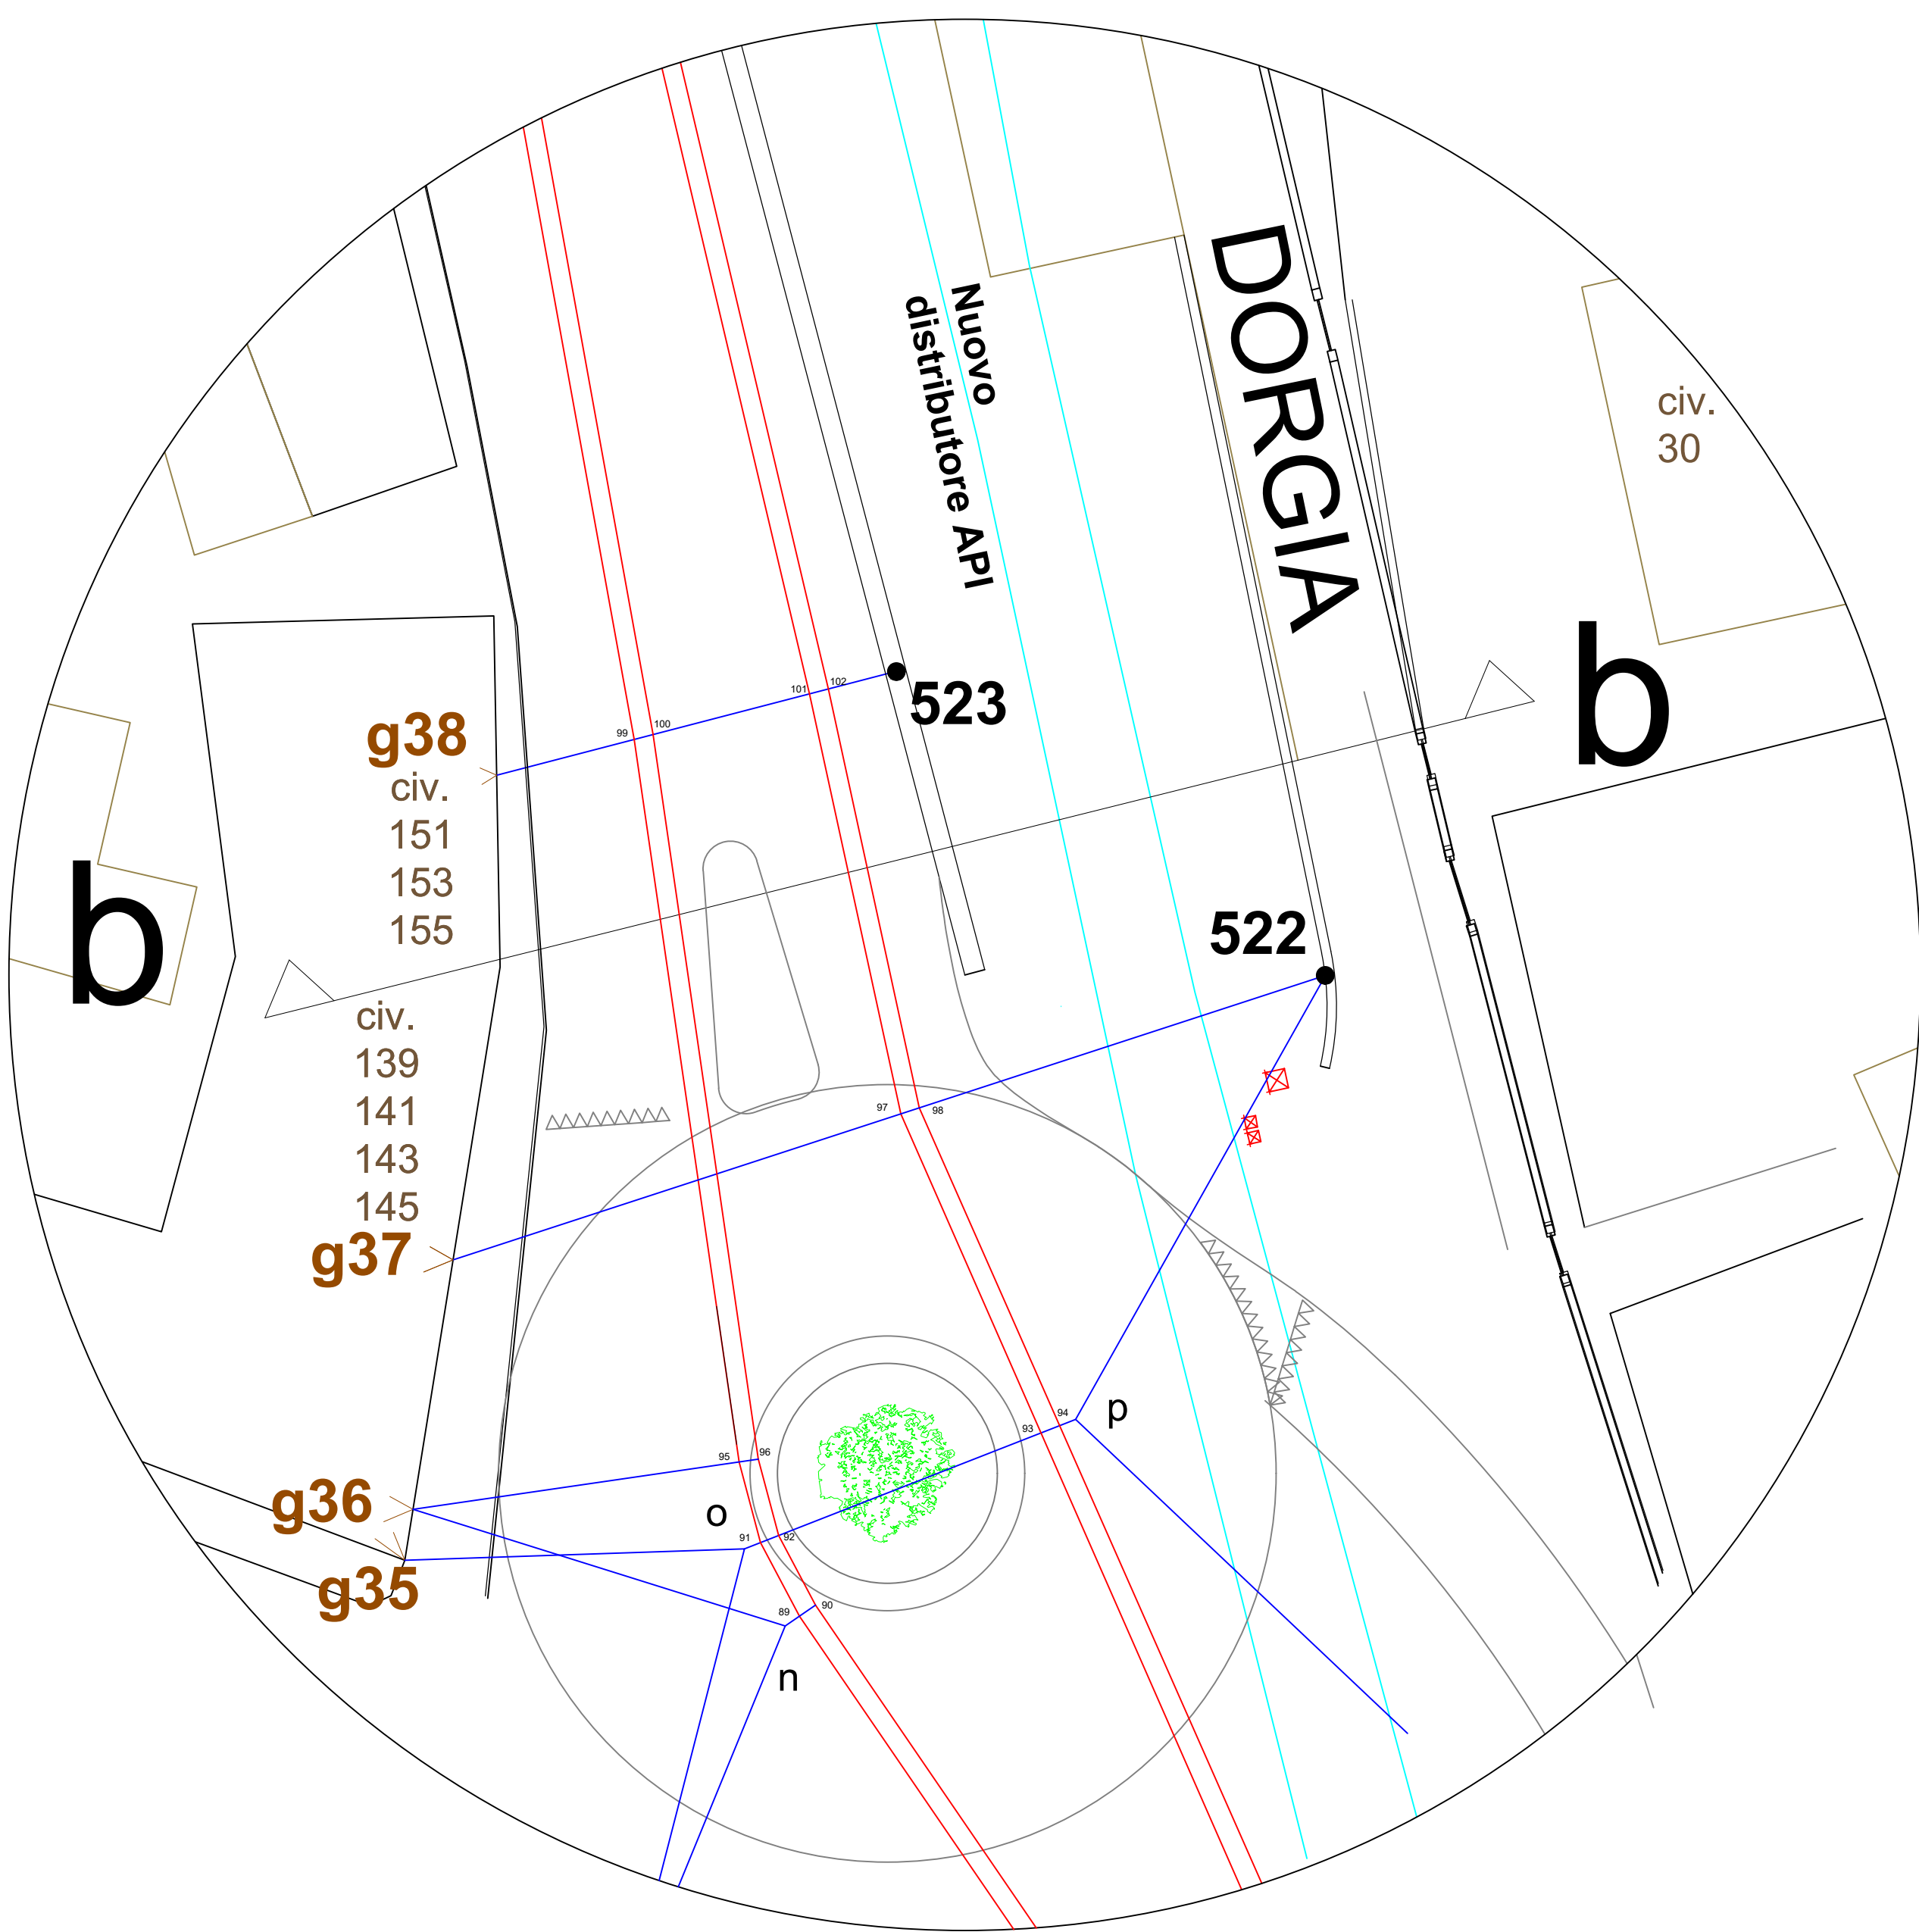 Nuovo
distributore API
DORGIA
civ.
30
b
102
101
523
100
99
g38
civ.
151
153
155
b
522
civ.
139
141
143
145
97
98
g37
p
94
93
96
95
g36
o
91
92
g35
89
90
n